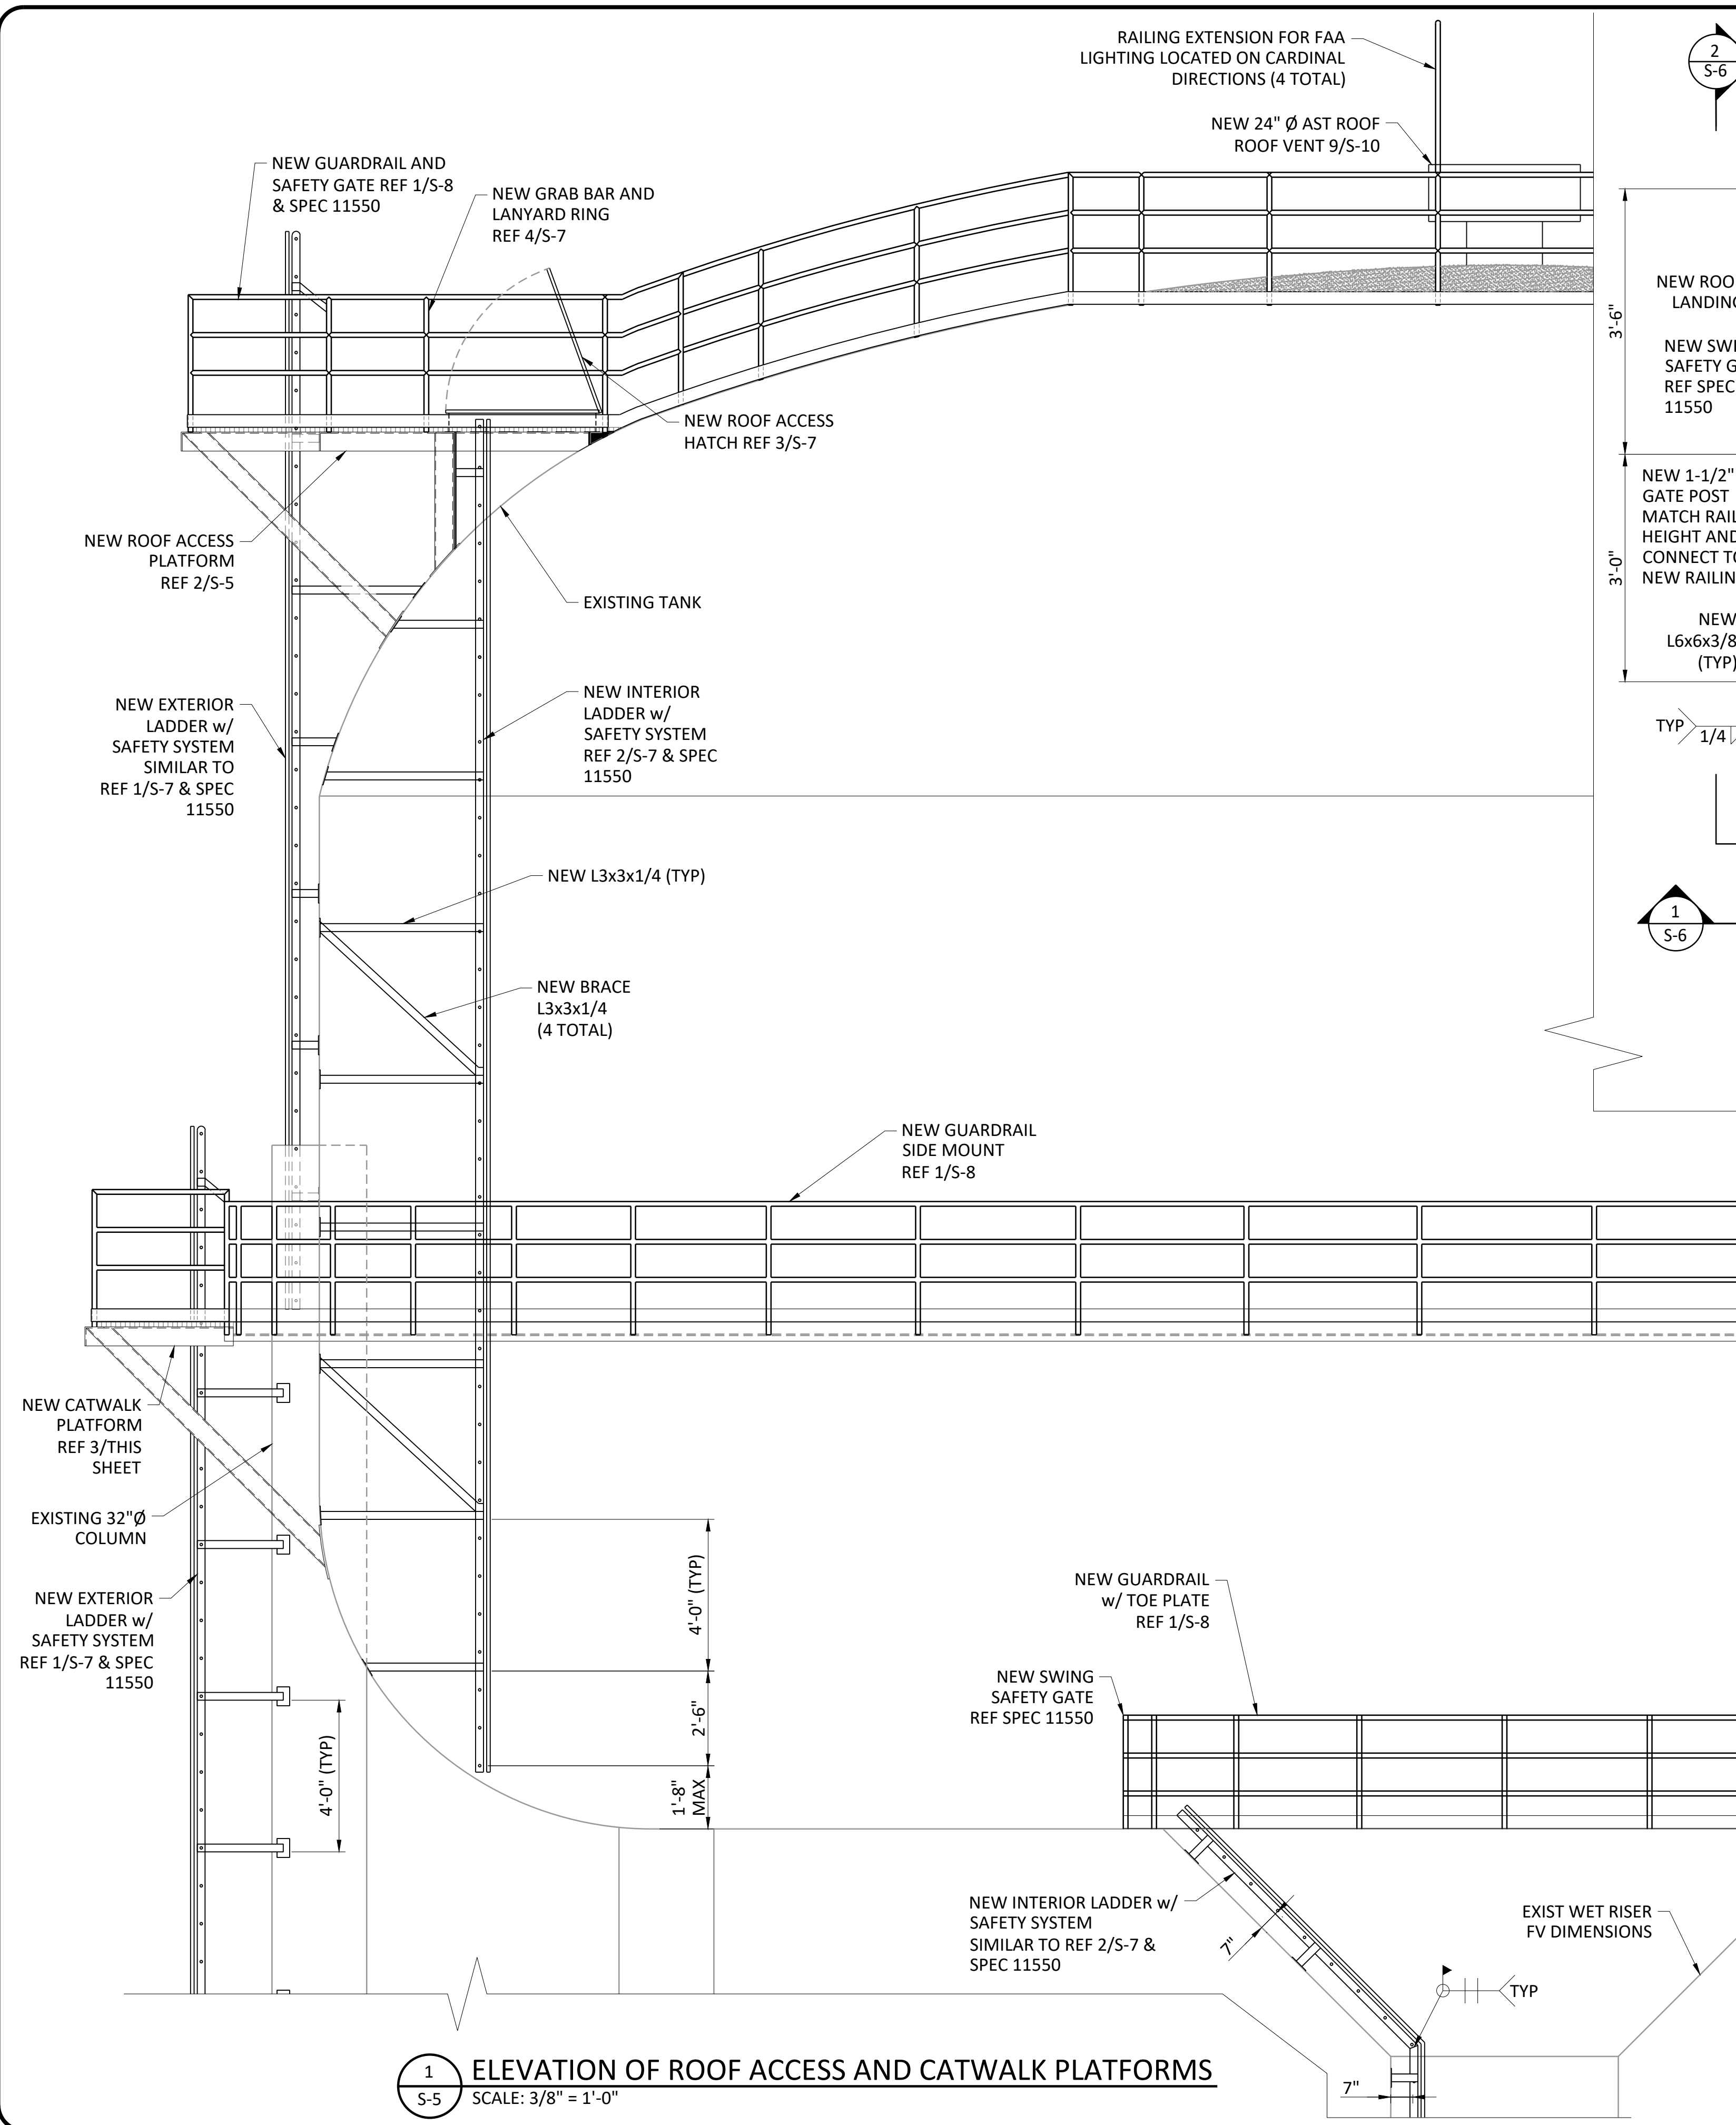 RAILING EXTENSION FOR FAA
LIGHTING LOCATED ON CARDINAL
DIRECTIONS (4 TOTAL)
2
S-6
NEW 24" Ø AST ROOF
ROOF VENT 9/S-10
NEW GUARDRAIL AND
SAFETY GATE REF 1/S-8
& SPEC 11550
NEW GRAB BAR AND
LANYARD RING
REF 4/S-7
NEW ROOF ACCESS
HATCH REF 3/S-7
NEW ROOF ACCESS
PLATFORM
REF 2/S-5
EXISTING TANK
NEW EXTERIOR
LADDER w/
SAFETY SYSTEM
SIMILAR TO
REF 1/S-7 & SPEC
11550
NEW INTERIOR
LADDER w/
SAFETY SYSTEM
REF 2/S-7 & SPEC
11550
3'-6"
NEW ROO
LANDING
NEW SWI
SAFETY G
REF SPEC
11550
3'-0"
NEW 1-1/2"
GATE POST
MATCH RAIL
HEIGHT AND
CONNECT TO
NEW RAILIN
NEW
L6x6x3/8
(TYP)
TYP
1/4
1
S-6
NEW L3x3x1/4 (TYP)
NEW BRACE
L3x3x1/4
(4 TOTAL)
NEW GUARDRAIL
SIDE MOUNT
REF 1/S-8
NEW CATWALK
PLATFORM
REF 3/THIS
SHEET
EXISTING 32"Ø
COLUMN
NEW EXTERIOR
LADDER w/
SAFETY SYSTEM
REF 1/S-7 & SPEC
11550
4'-0" (TYP)
4'-0" (TYP)
2'-6"
1'-8"
MAX
NEW GUARDRAIL
w/ TOE PLATE
REF 1/S-8
NEW SWING
SAFETY GATE
REF SPEC 11550
NEW INTERIOR LADDER w/
SAFETY SYSTEM
SIMILAR TO REF 2/S-7 &
SPEC 11550
7"
EXIST WET RISER
FV DIMENSIONS
TYP
7"
1
S-5
ELEVATION OF ROOF ACCESS AND CATWALK PLATFORMS
SCALE: 3/8" = 1'-0"